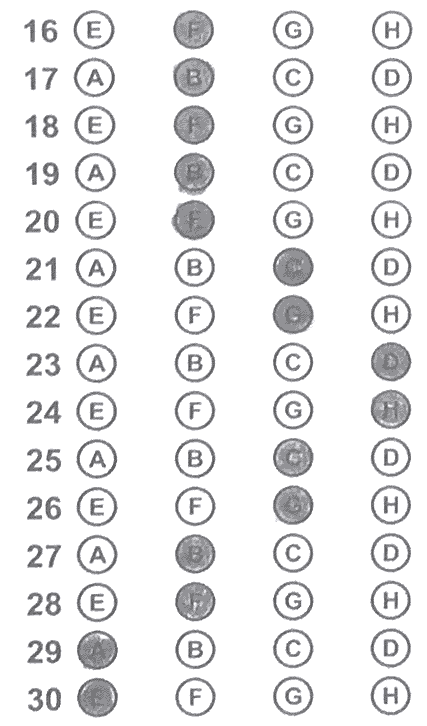 16 E F G H
17 A B C D
18 E F G H
19 A B C D
20 E F G H
21 A B C D
22 E F G H
23 A B C D
24 E F G H
25 A B C D
26 E F G H
27 A B C D
28 E F G H
29 A B C D
30 E F G H